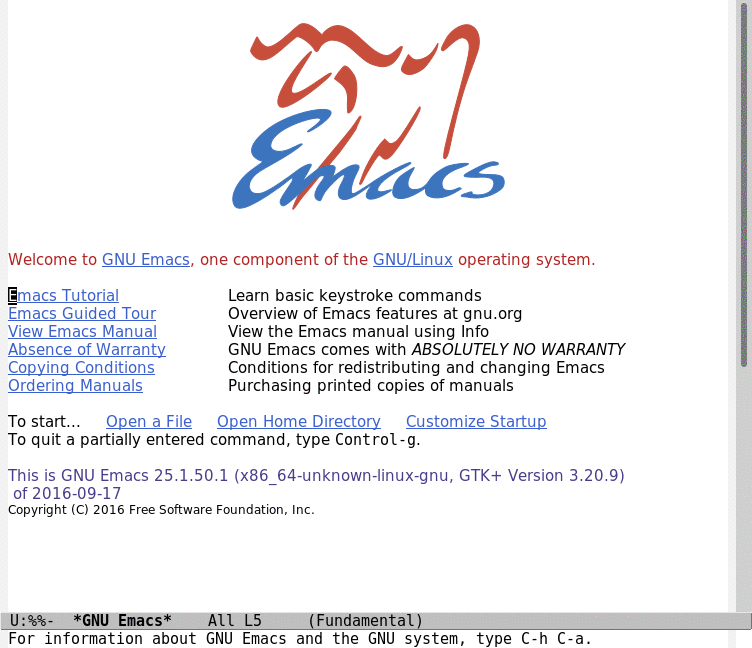 Emacs
Welcome to GNU Emacs, one component of the GNU/Linux operating system.
Emacs Tutorial Learn basic keystroke commands
Emacs Guided Tour Overview of Emacs features at gnu.org
View Emacs Manual View the Emacs manual using Info
Absence of Warranty GNU Emacs comes with ABSOLUTELY NO WARRANTY
Copying Conditions Conditions for redistributing and changing Emacs
Ordering Manuals Purchasing printed copies of manuals
To start... Open a File Open Home Directory Customize Startup
To quit a partially entered command, type Control-g.
This is GNU Emacs 25.1.50.1 (x86_64-unknown-linux-gnu, GTK+ Version 3.20.9)
of 2016-09-17
Copyright (C) 2016 Free Software Foundation, Inc.
U:%%- *GNU Emacs* All L5 (Fundamental)
For information about GNU Emacs and the GNU system, type C-h C-a.